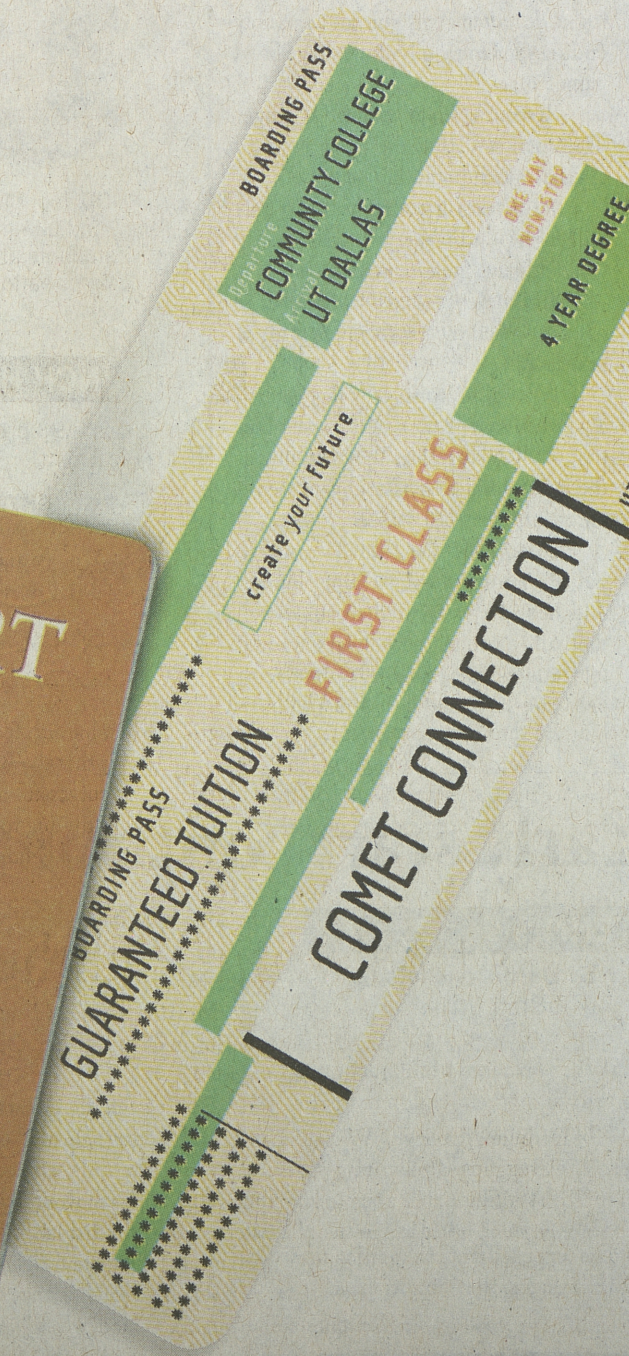 BOARDING PASS
Departure
COMMUNITY COLLEGE
Arrival
UT DALLAS
ONE WAY
NON-STOP
4 YEAR DEGREE
create your future
FIRST CLASS
********
COMET CONNECTION
BOARDING PASS
GUARANTEED TUITION
RT